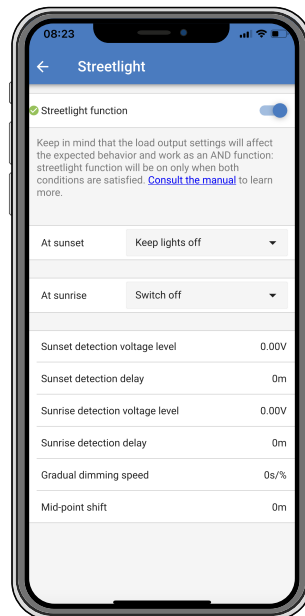 08:23
Streetlight
Streetlight function
Keep in mind that the load output settings will affect
the expected behavior and work as an AND function:
streetlight function will be on only when both
conditions are satisfied. Consult the manual to learn
more.
At sunset Keep lights off
At sunrise Switch off
Sunset detection voltage level 0.00V
Sunset detection delay 0m
Sunrise detection voltage level 0.00V
Sunrise detection delay 0m
Gradual dimming speed 0s/%
Mid-point shift 0m